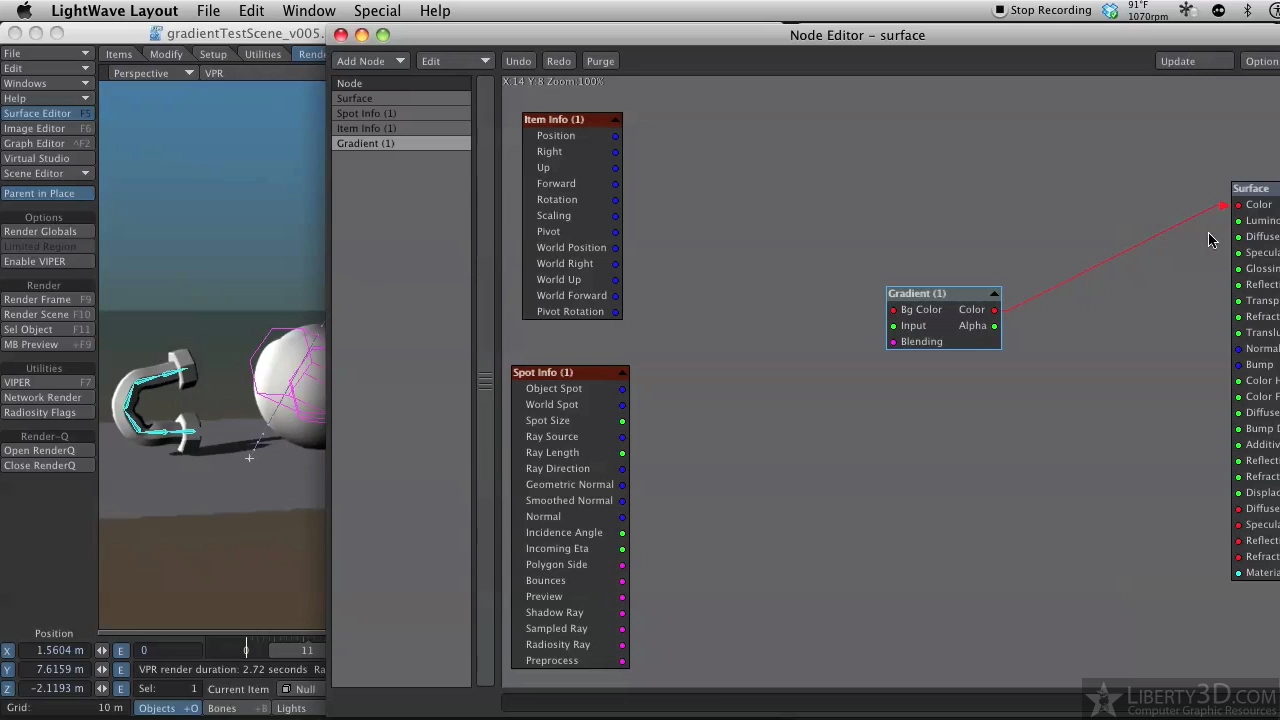 LightWave Layout File Edit Window Special Help
Stop Recording 91°F 1070rpm
gradientTestScene_v005.
Node Editor - surface
File
Edit
Windows
Help
Surface Editor F5
Image Editor F6
Graph Editor ^F2
Virtual Studio
Scene Editor
Parent in Place
Options
Render Globals
Limited Region
Enable VIPER
Render
Render Frame F9
Render Scene F10
Sel Object F11
MB Preview +F9
Utilities
VIPER F7
Network Render
Radiosity Flags
Render-Q
Open RenderQ
Close RenderQ
Items Modify Setup Utilities Rende
Perspective VPR
Add Node Edit Undo Redo Purge Update Option
Node
Surface
Spot Info (1)
Item Info (1)
Gradient (1)
X:14 Y:8 Zoom:100%
Item Info (1)
Position
Right
Up
Forward
Rotation
Scaling
Pivot
World Position
World Right
World Up
World Forward
Pivot Rotation
Spot Info (1)
Object Spot
World Spot
Spot Size
Ray Source
Ray Length
Ray Direction
Geometric Normal
Smoothed Normal
Normal
Incidence Angle
Incoming Eta
Polygon Side
Bounces
Preview
Shadow Ray
Sampled Ray
Radiosity Ray
Preprocess
Gradient (1)
Bg Color Color
Input Alpha
Blending
Surface
Color
Lumino
Diffuse
Specula
Glossin
Reflecti
Transp
Refract
Translu
Normal
Bump
Color H
Color F
Diffuse
Bump D
Additiv
Reflecti
Refract
Displac
Diffuse
Specula
Reflecti
Refract
Materia
Position
X 1.5604 m E
Y 7.6159 m E
Z -2.1193 m E
Grid: 10 m
0 0 11
VPR render duration: 2.72 seconds Ra
Sel: 1 Current Item Null
Objects +O Bones +B Lights
LIBERTY3D.COM
Computer Graphic Resources